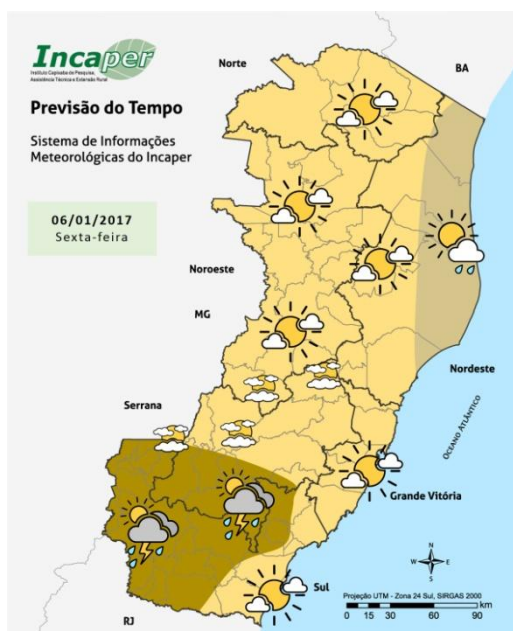 Incaper
Instituto Capixaba de Pesquisa,
Assistência Técnica e Extensão Rural
Previsão do Tempo
Sistema de Informações
Meteorológicas do Incaper
06/01/2017
Sexta-feira
Norte
BA
Noroeste
MG
Nordeste
Serrana
OCEANO ATLÂNTICO
Grande Vitória
Sul
RJ
N
W
E
S
Projeção UTM - Zona 24 Sul, SIRGAS 2000
km
0 15 30 60 90